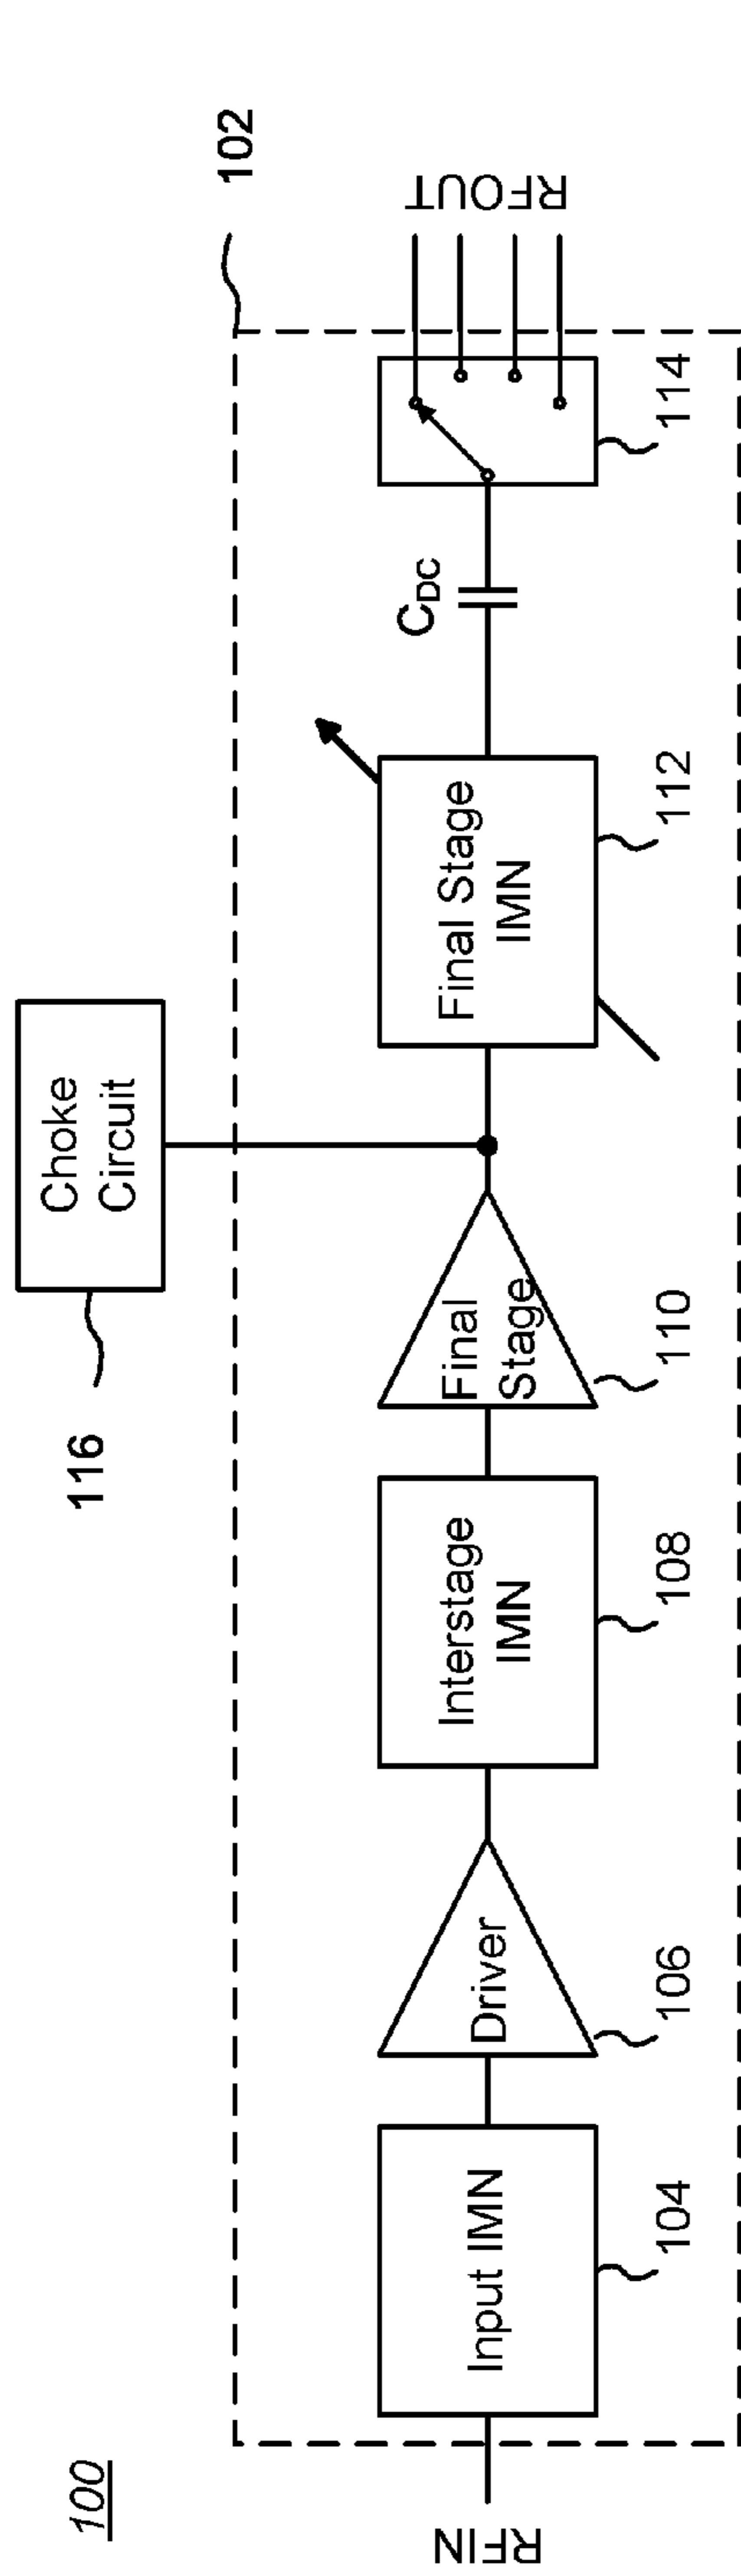 100
116
Choke
Circuit
102
RFIN
Input IMN
104
Driver
106
Interstage
IMN
108
Final
Stage
110
Final Stage
IMN
112
CDC
114
RFOUT